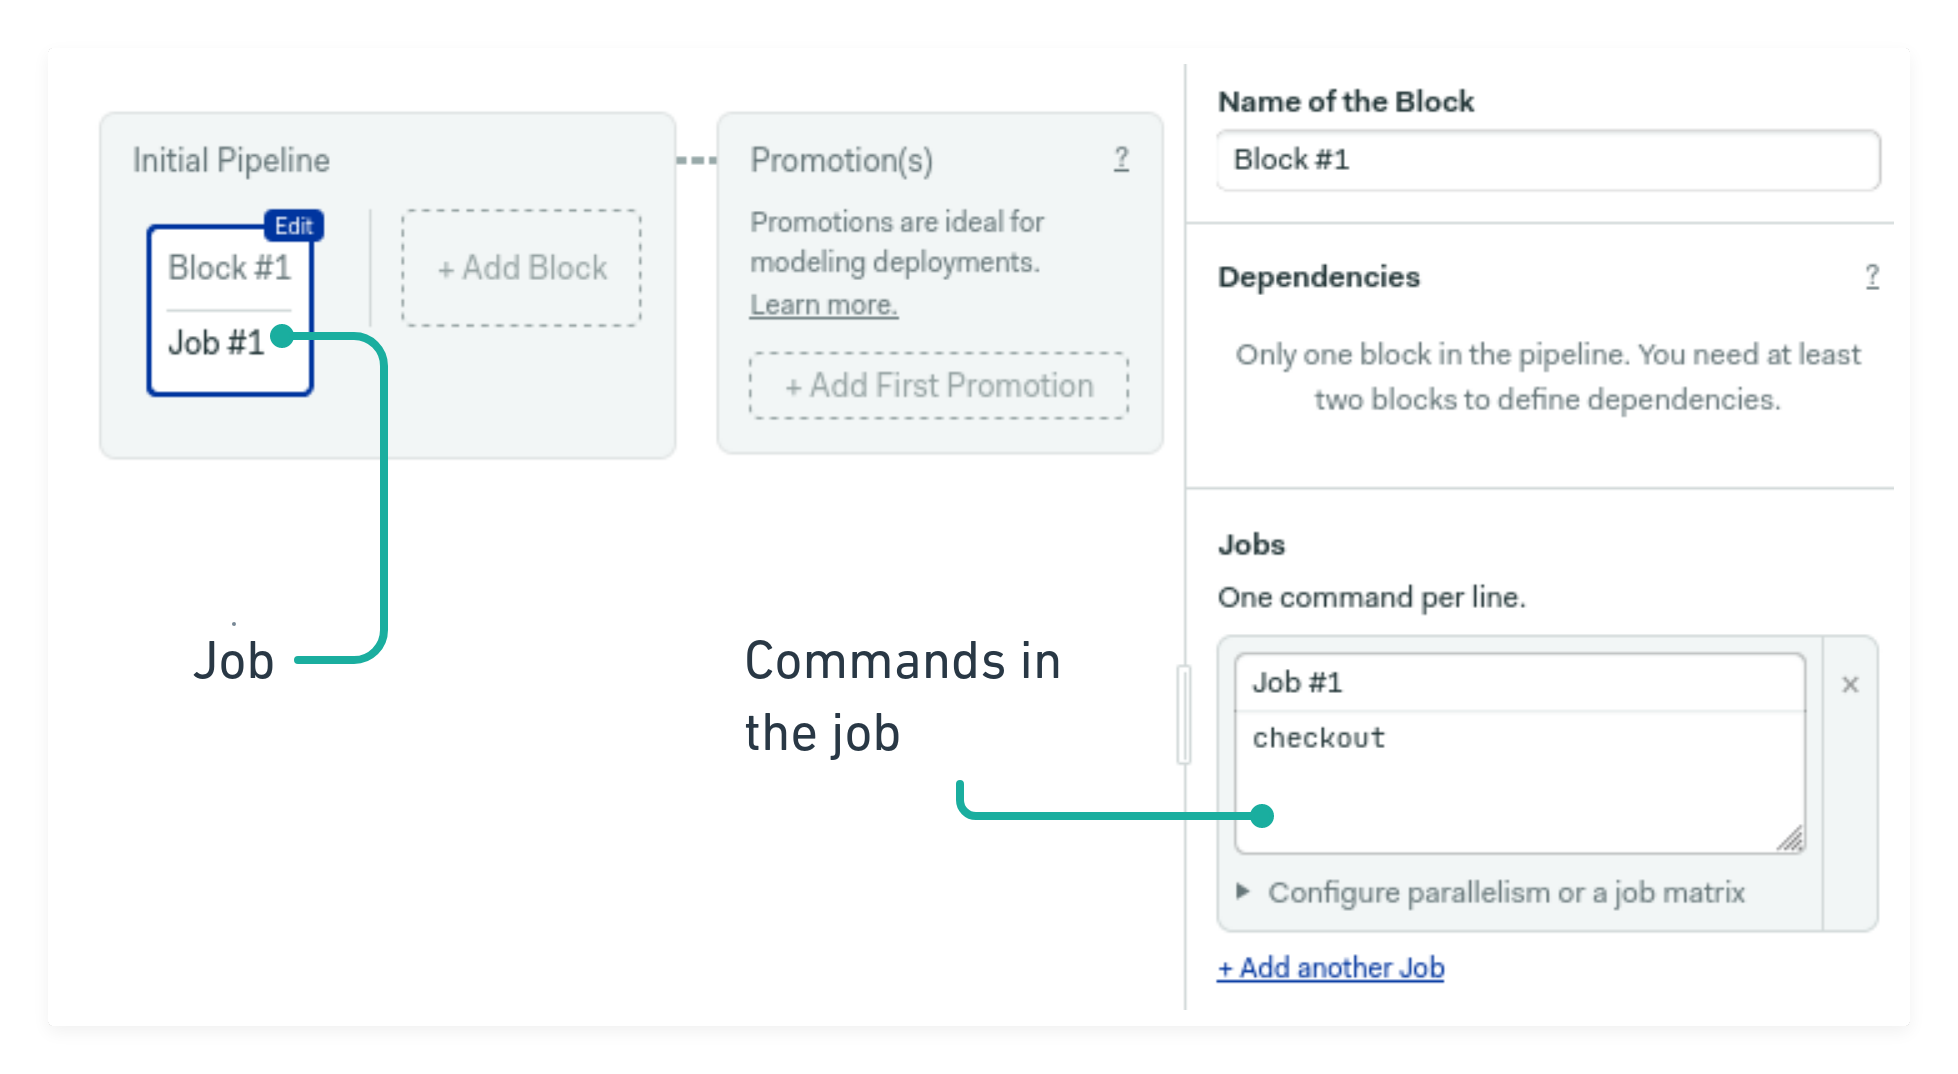 Initial Pipeline
Edit
Block #1
Job #1
+ Add Block
Promotion(s)
?
Promotions are ideal for
modeling deployments.
Learn more.
+ Add First Promotion
Job
Commands in
the job
Name of the Block
Block #1
Dependencies
?
Only one block in the pipeline. You need at least
two blocks to define dependencies.
Jobs
One command per line.
Job #1
×
checkout
Configure parallelism or a job matrix
+ Add another Job